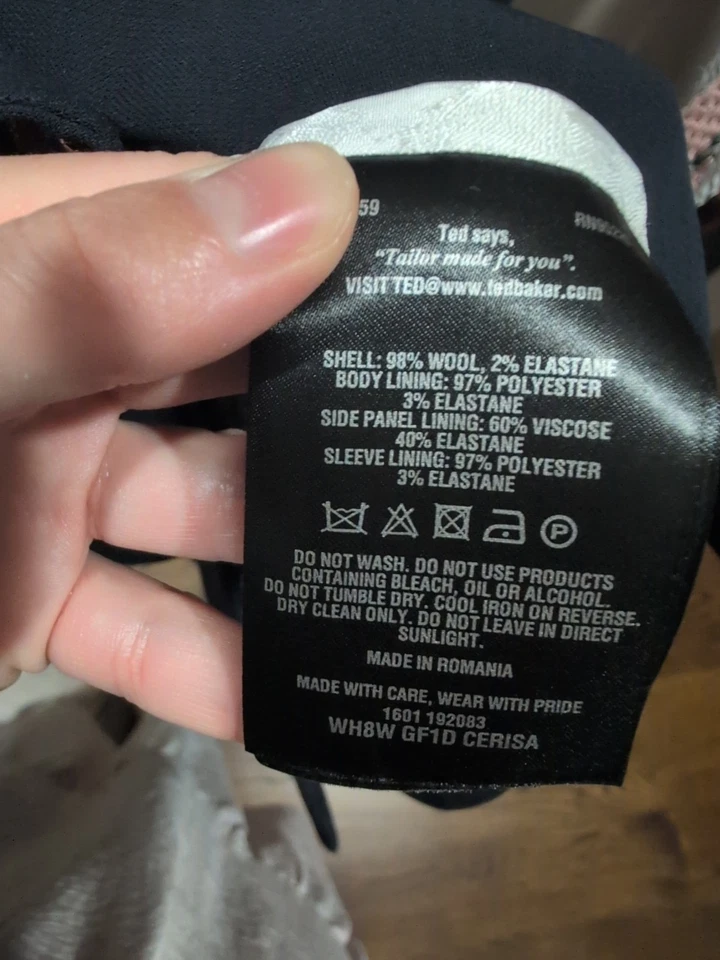 59
Ted says,
"Tailor made for you".
VISIT TED@www.tedbaker.com
SHELL: 98% WOOL, 2% ELASTANE
BODY LINING: 97% POLYESTER
3% ELASTANE
SIDE PANEL LINING: 60% VISCOSE
40% ELASTANE
SLEEVE LINING: 97% POLYESTER
3% ELASTANE
P
DO NOT WASH. DO NOT USE PRODUCTS
CONTAINING BLEACH, OIL OR ALCOHOL.
DO NOT TUMBLE DRY. COOL IRON ON REVERSE.
DRY CLEAN ONLY. DO NOT LEAVE IN DIRECT
SUNLIGHT.
MADE IN ROMANIA
MADE WITH CARE, WEAR WITH PRIDE
1601 192083
WH8W GF1D CERISA